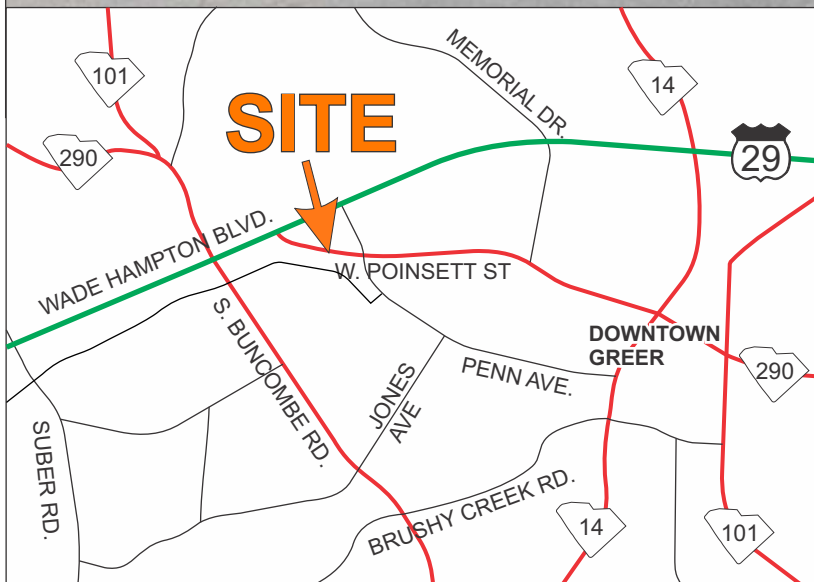 101
14
MEMORIAL DR.
SITE
290
29
WADE HAMPTON BLVD.
W. POINSETT ST
S. BUNCOMBE RD.
DOWNTOWN
GREER
PENN AVE.
290
JONES
AVE
SUBER RD.
BRUSHY CREEK RD.
14
101